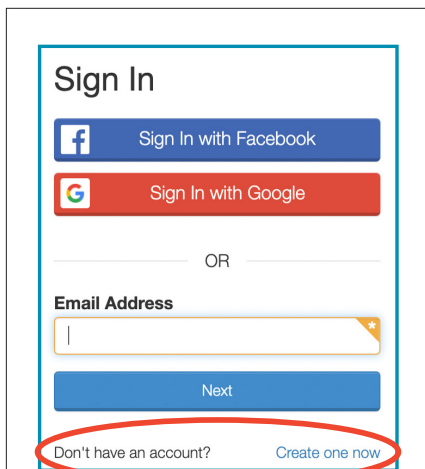 Sign In
Sign In with Facebook
Sign In with Google
OR
Email Address
*
Next
Don't have an account? Create one now